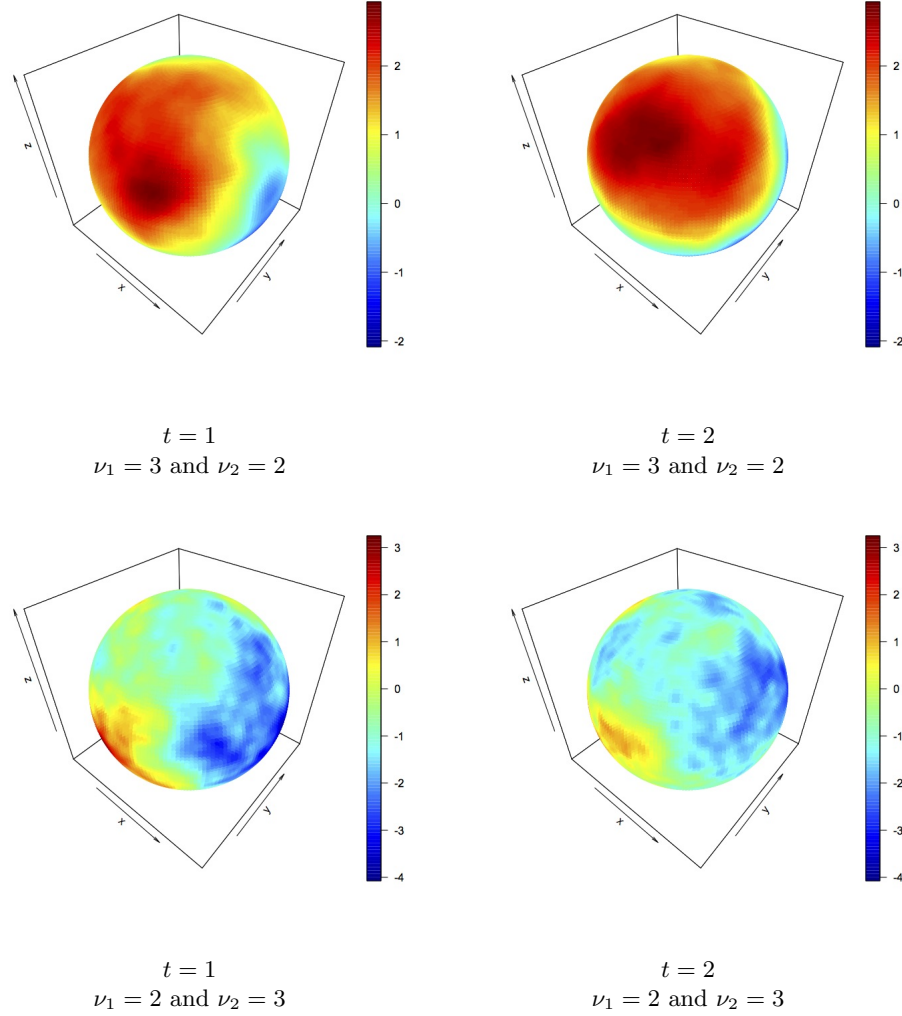 2
1
0
-1
-2
z
x
y
2
1
0
-1
-2
z
x
y
t = 1
ν₁ = 3 and ν₂ = 2
t = 2
ν₁ = 3 and ν₂ = 2
3
2
1
0
-1
-2
-3
-4
z
x
y
3
2
1
0
-1
-2
-3
-4
z
x
y
t = 1
ν₁ = 2 and ν₂ = 3
t = 2
ν₁ = 2 and ν₂ = 3